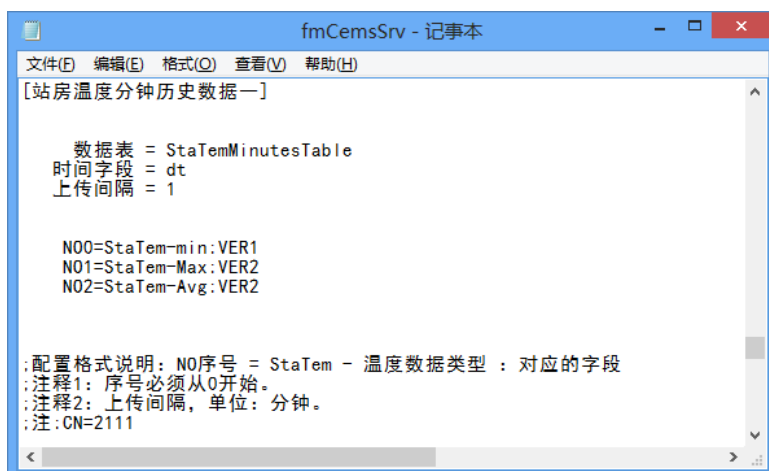 fmCemsSrv - 记事本
文件(F) 编辑(E) 格式(O) 查看(V) 帮助(H)
[站房温度分钟历史数据一]
数据表 = StaTemMinutesTable
时间字段 = dt
上传间隔 = 1
NO0=StaTem-min:VER1
NO1=StaTem-Max:VER2
NO2=StaTem-Avg:VER2
;配置格式说明：NO序号 = StaTem - 温度数据类型 : 对应的字段
;注释1：序号必须从0开始。
;注释2：上传间隔，单位：分钟。
;注:CN=2111